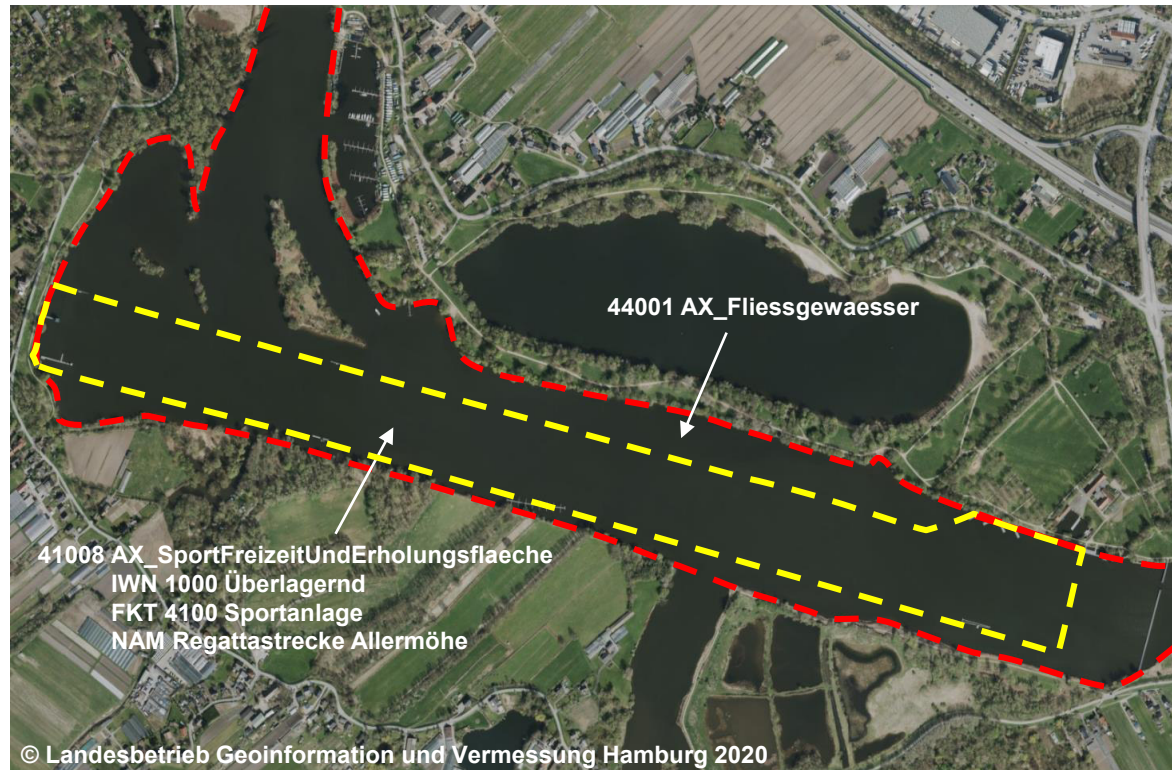 44001 AX_Fliessgewaesser
41008 AX_SportFreizeitUndErholungsflaeche
IWN 1000 Überlagernd
FKT 4100 Sportanlage
NAM Regattastrecke Allermöhe
© Landesbetrieb Geoinformation und Vermessung Hamburg 2020